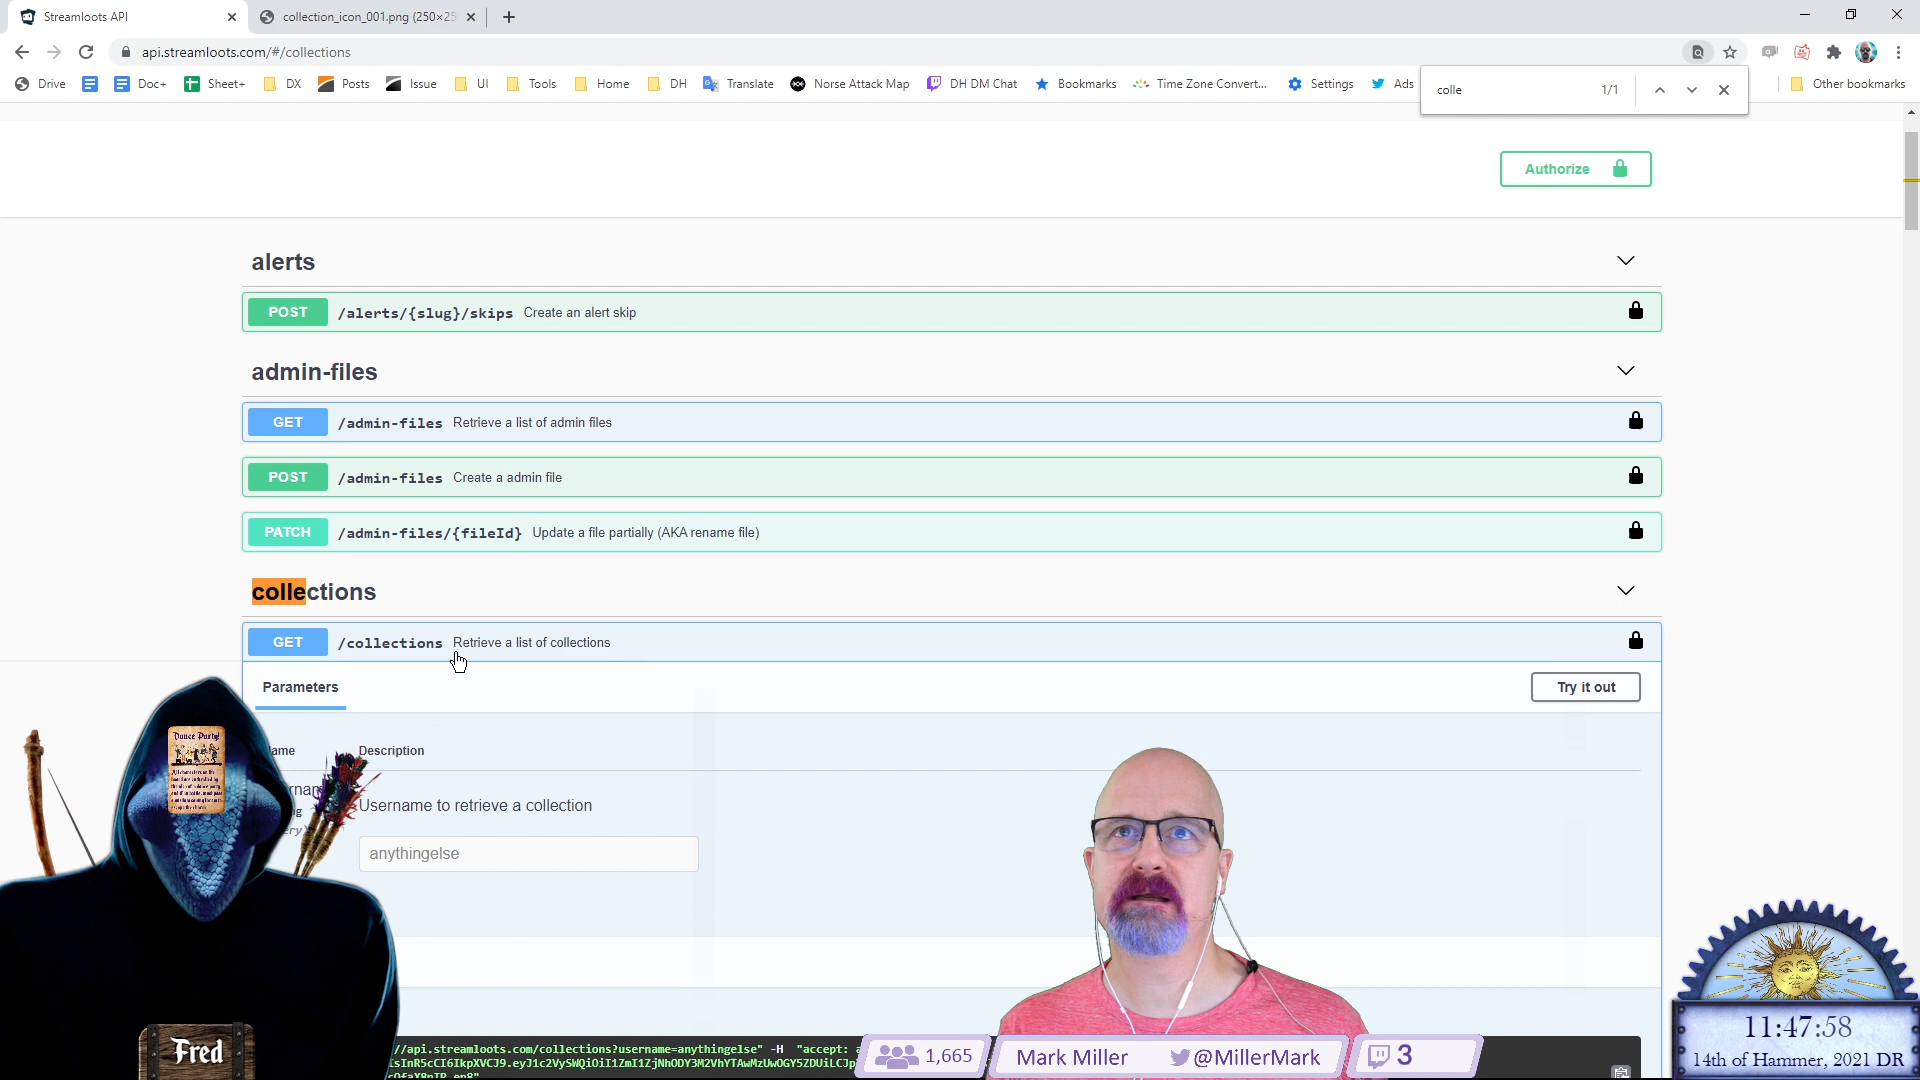 Streamloots API
collection_icon_001.png (250×25
api.streamloots.com/#/collections
Drive
Doc+
Sheet+
DX
Posts
Issue
UI
Tools
Home
DH
Translate
Norse Attack Map
DH DM Chat
Bookmarks
Time Zone Convert...
Settings
Ads
Other bookmarks
colle
1/1
Authorize
alerts
POST /alerts/{slug}/skips Create an alert skip
admin-files
GET /admin-files Retrieve a list of admin files
POST /admin-files Create a admin file
PATCH /admin-files/{fileId} Update a file partially (AKA rename file)
collections
GET /collections Retrieve a list of collections
Parameters
Try it out
Description
Username to retrieve a collection
anythingelse
Dance Party!
Fred
//api.streamloots.com/collections?username=anythingelse" -H "accept:
1,665
Mark Miller
@MillerMark
3
11:47:58
14th of Hammer, 2021 DR